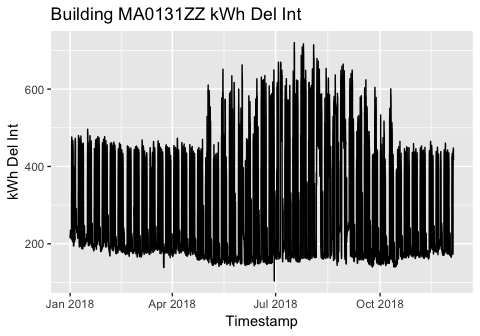 Building MA0131ZZ kWh Del Int
kWh Del Int
600
400
200
Jan 2018
Apr 2018
Jul 2018
Oct 2018
Timestamp